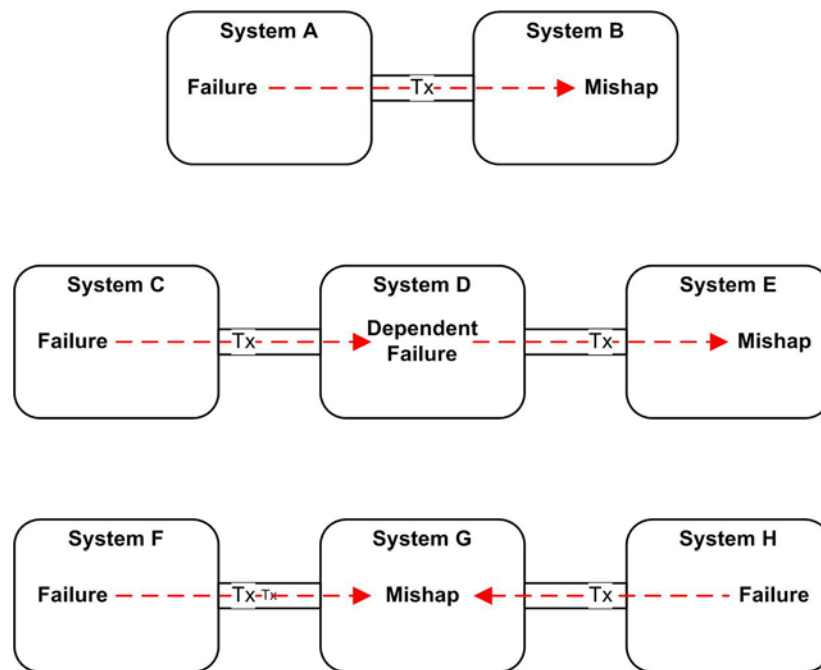 System A System B
Failure Tx Mishap
System C System D System E
Failure Tx Dependent Failure Tx Mishap
System F System G System H
Failure Tx Tx Mishap Tx Failure